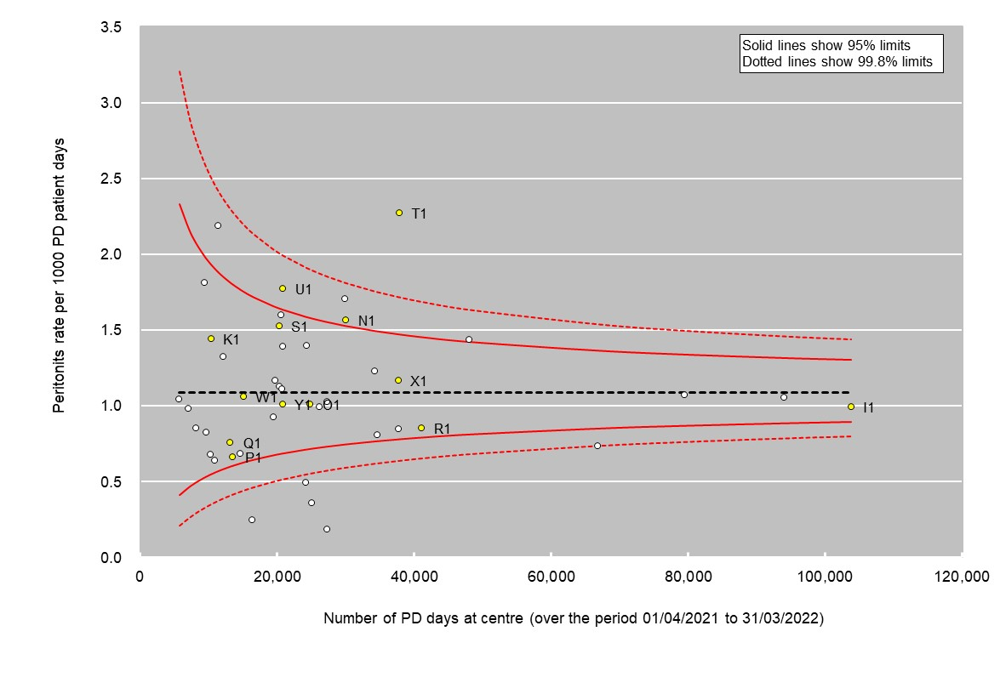 3.5
Solid lines show 95% limits
Dotted lines show 99.8% limits
3.0
2.5
T1
2.0
U1
N1
S1
1.5
K1
X1
W1
Y1
O1
I1
1.0
R1
Q1
P1
0.5
0.0
0
20,000
40,000
60,000
80,000
100,000
120,000
Peritonits rate per 1000 PD patient days
Number of PD days at centre (over the period 01/04/2021 to 31/03/2022)